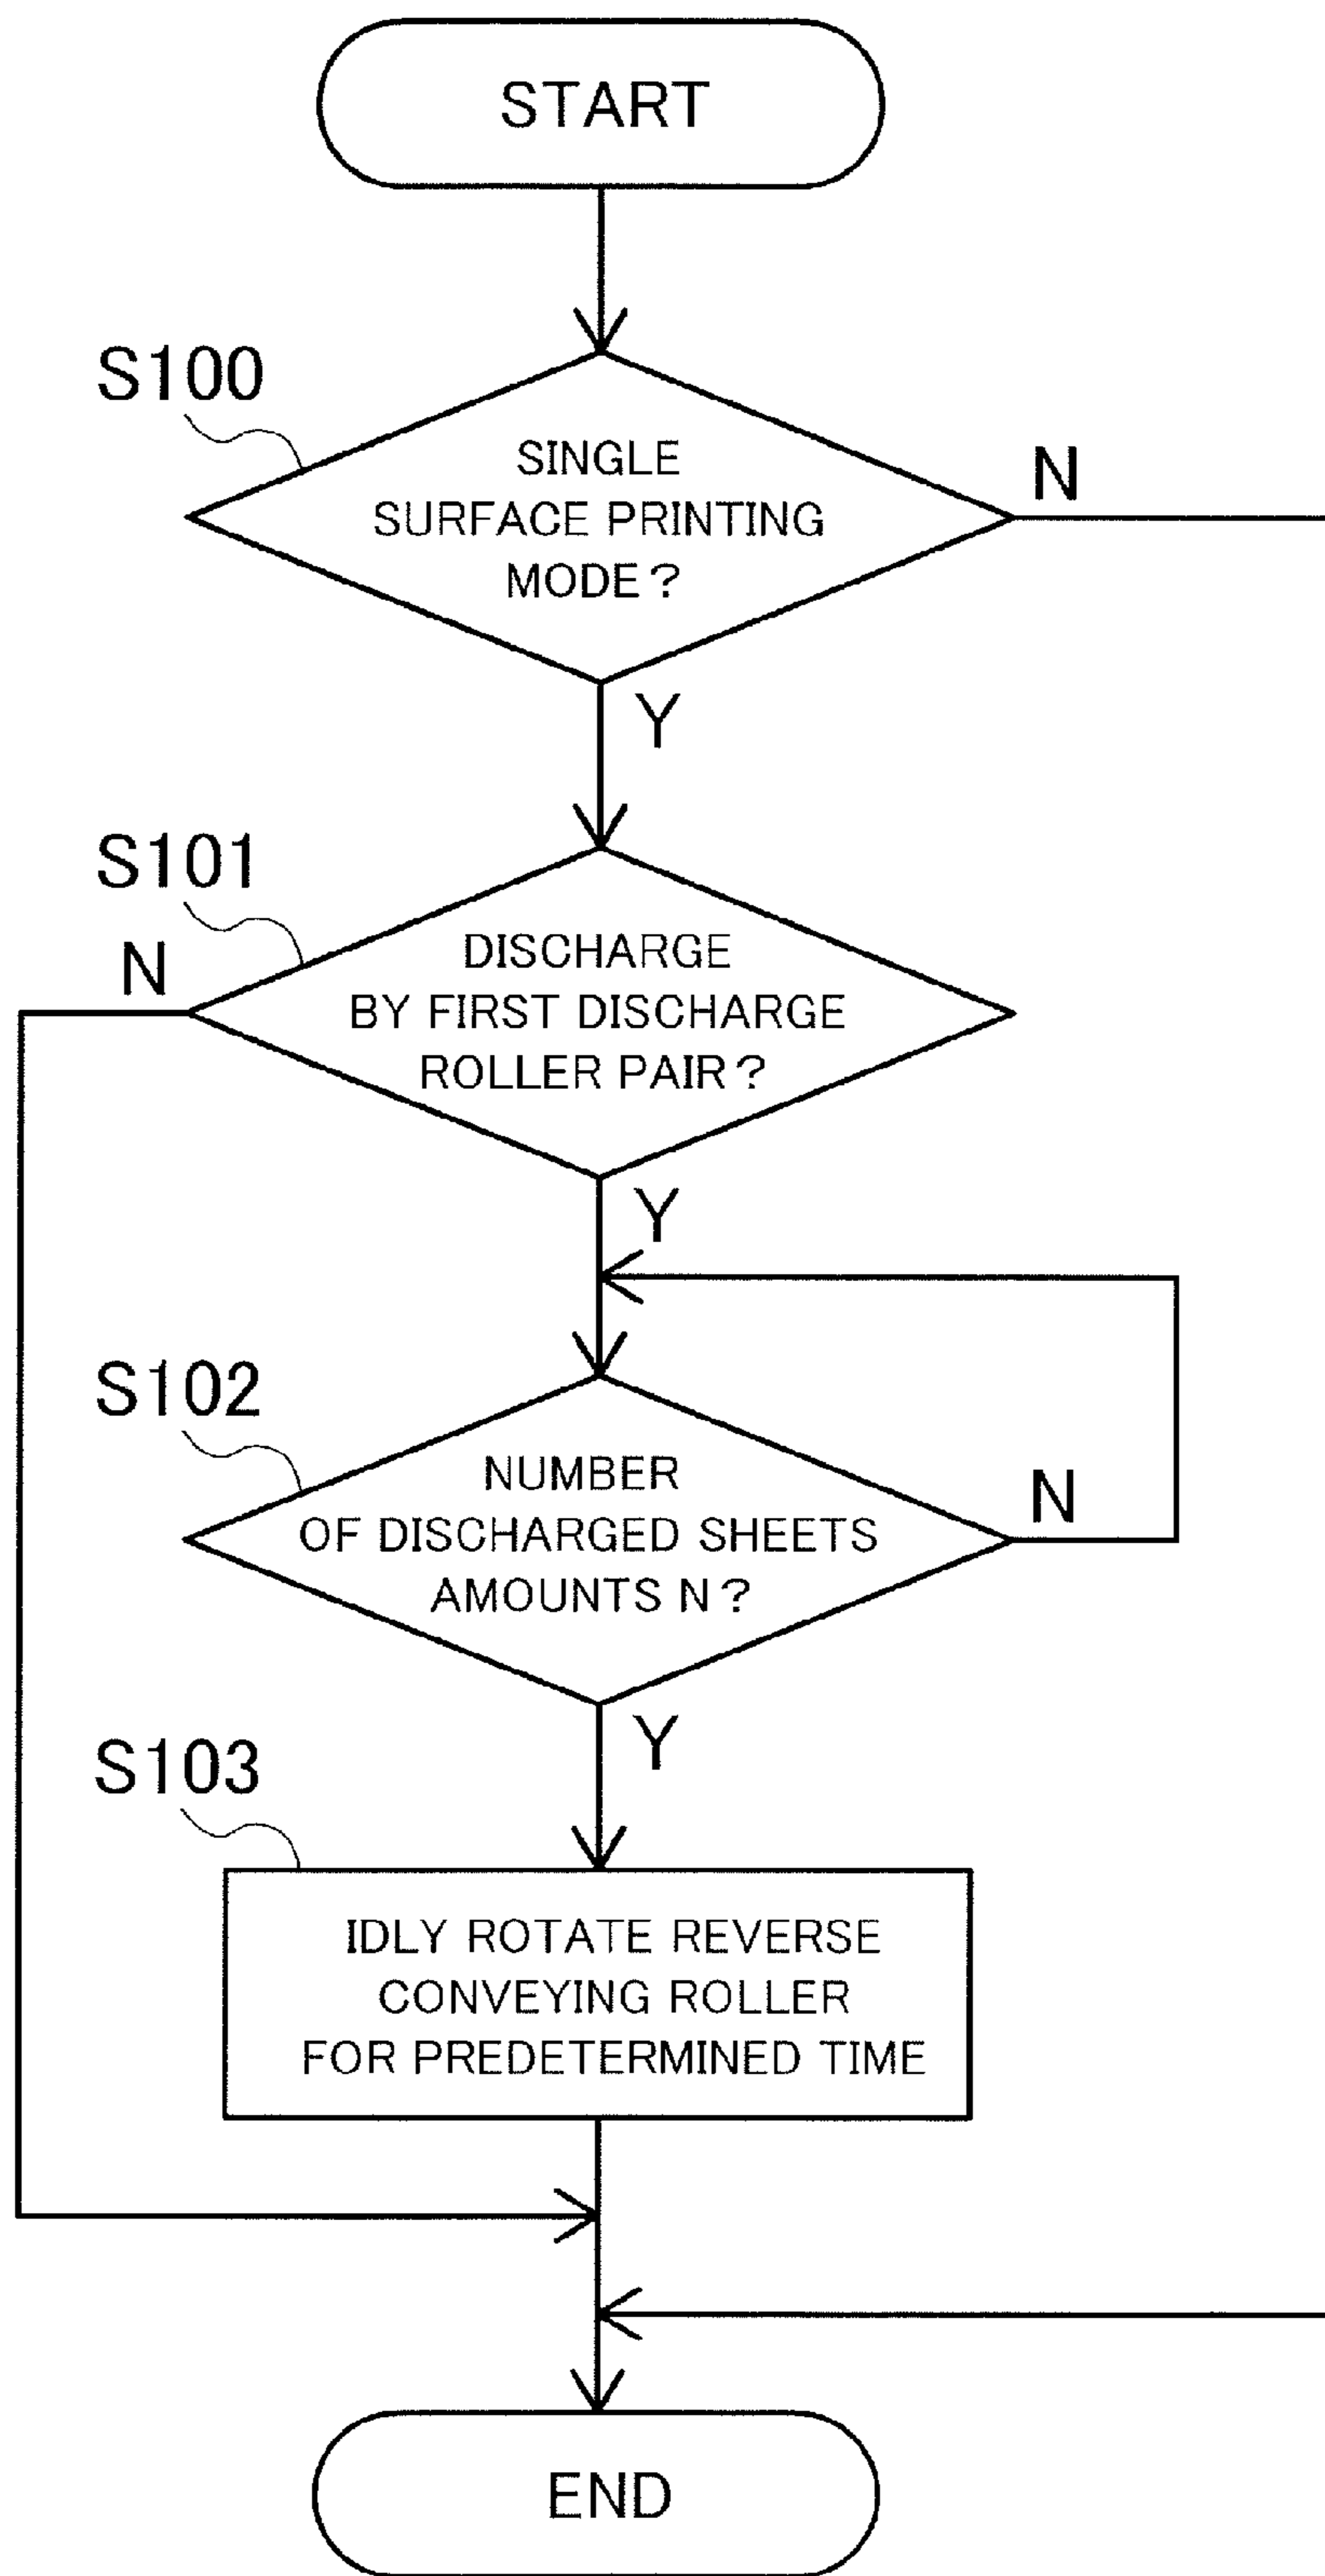 START
S100
SINGLE
SURFACE PRINTING
MODE?
N
Y
S101
N
DISCHARGE
BY FIRST DISCHARGE
ROLLER PAIR?
Y
S102
NUMBER
OF DISCHARGED SHEETS
AMOUNTS N?
N
Y
S103
IDLY ROTATE REVERSE
CONVEYING ROLLER
FOR PREDETERMINED TIME
END